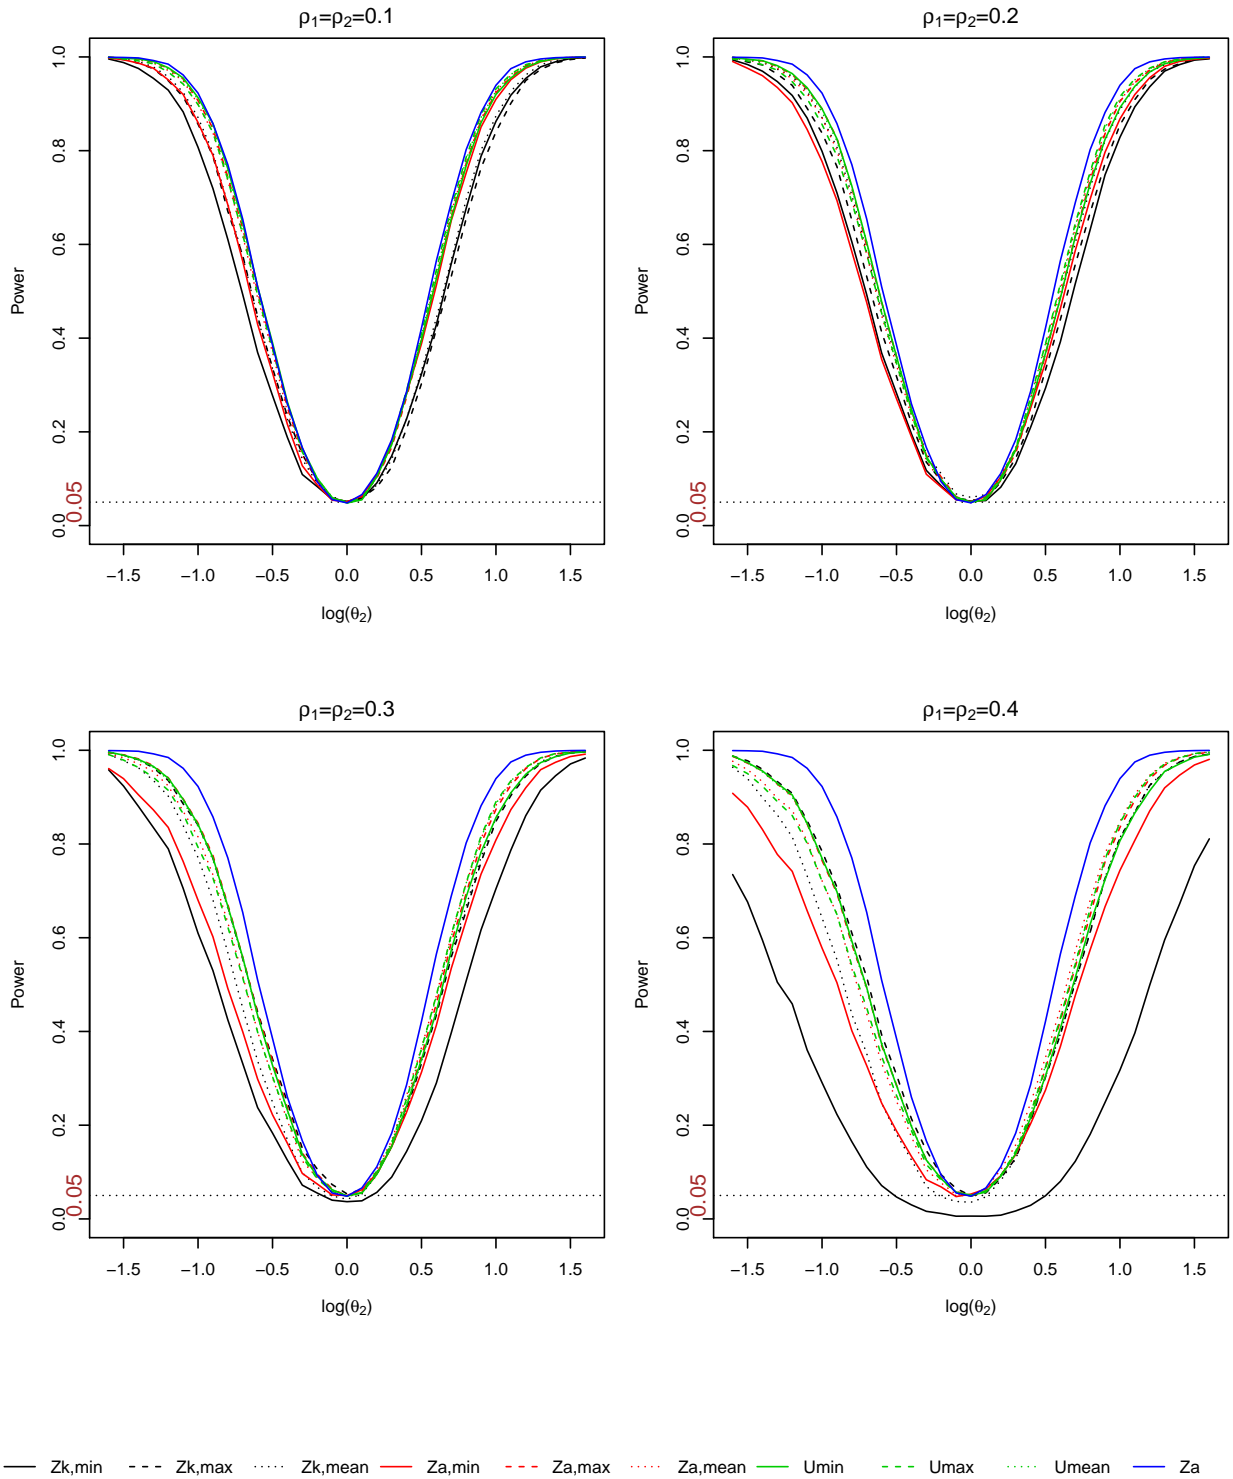 ρ1=ρ2=0.1
Power
0.0 0.2 0.4 0.6 0.8 1.0
0.05
−1.5 −1.0 −0.5 0.0 0.5 1.0 1.5
log(θ2)
ρ1=ρ2=0.2
Power
0.0 0.2 0.4 0.6 0.8 1.0
0.05
−1.5 −1.0 −0.5 0.0 0.5 1.0 1.5
log(θ2)
ρ1=ρ2=0.3
Power
0.0 0.2 0.4 0.6 0.8 1.0
0.05
−1.5 −1.0 −0.5 0.0 0.5 1.0 1.5
log(θ2)
ρ1=ρ2=0.4
Power
0.0 0.2 0.4 0.6 0.8 1.0
0.05
−1.5 −1.0 −0.5 0.0 0.5 1.0 1.5
log(θ2)
Zk,min Zk,max Zk,mean Za,min Za,max Za,mean Umin Umax Umean Za